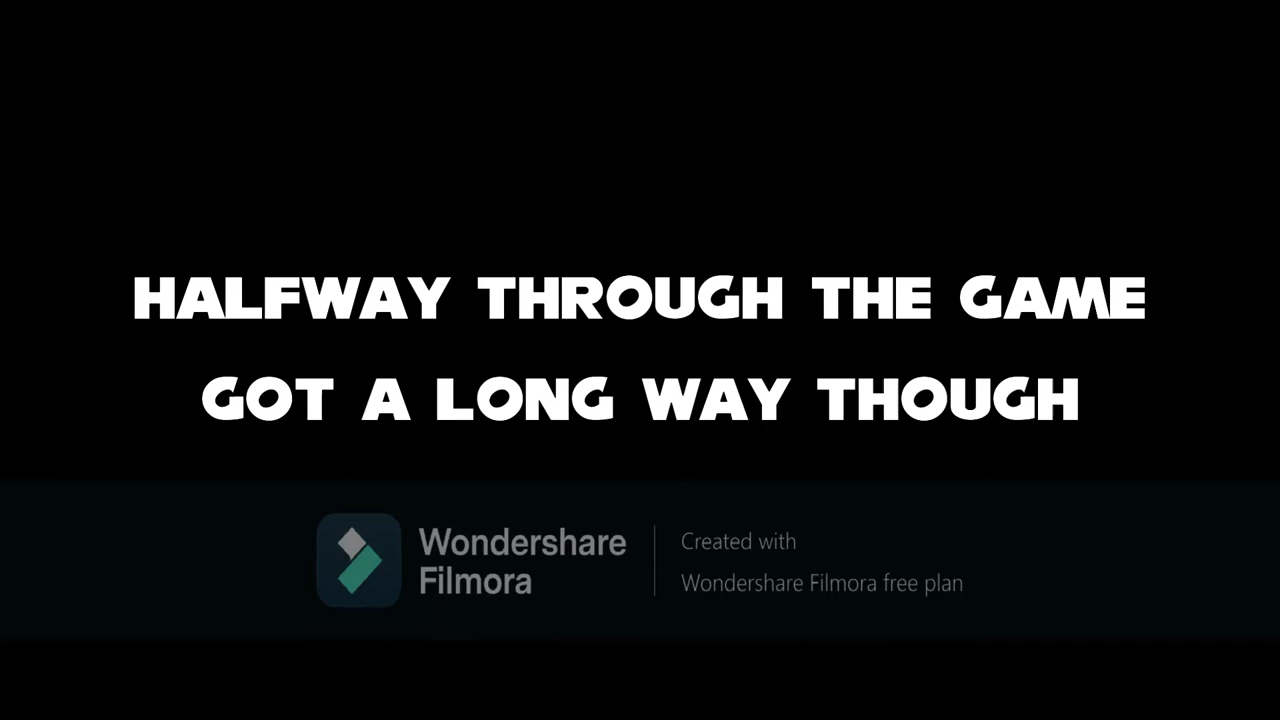 HALFWAY THROUGH THE GAME
GOT A LONG WAY THOUGH
Wondershare
Filmora
Created with
Wondershare Filmora free plan